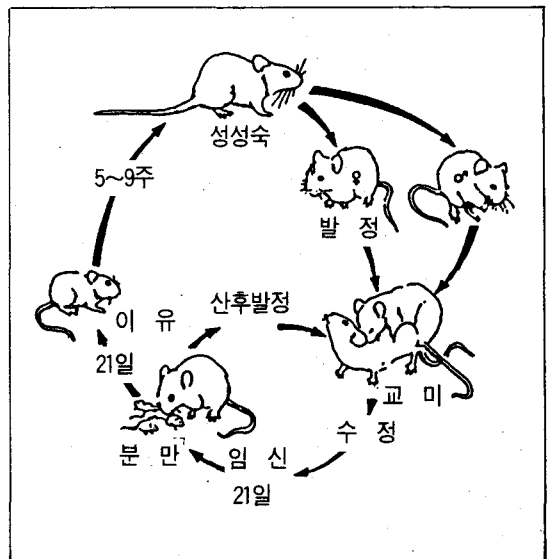 성성숙
5~9주
♀
♂
발 정
이 유
산후발정
21일
교 미
수 정
분 만
임 신
21일